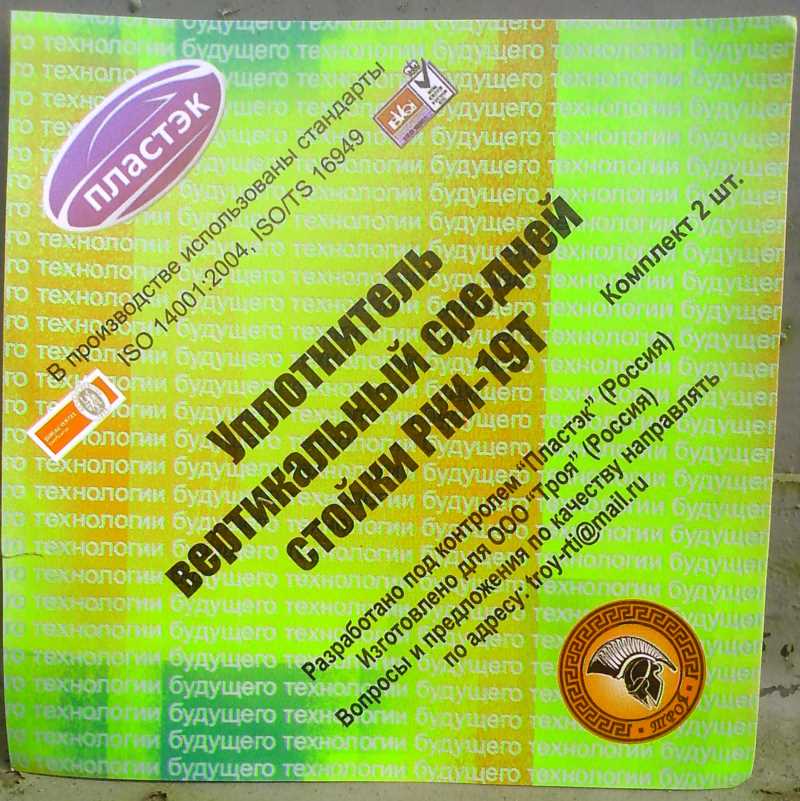 пластэк
В производстве использованы стандарты
ISO 14001:2004, ISO/TS 16949
BVQI
Уплотнитель
вертикальный средней
стойки РКИ-19Т
Комплект 2 шт.
Разработано под контролем "Пластэк" (Россия)
Изготовлено для ООО "Троя" (Россия)
Вопросы и предложения по качеству направлять
по адресу: troy-rti@mail.ru
ТРОЯ
технологии будущего